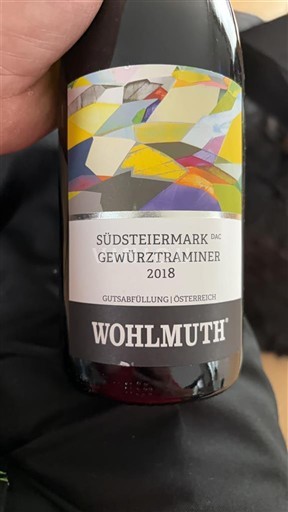 SÜDSTEIERMARK DAC
GEWÜRZTRAMINER
2018
GUTSABFÜLLUNG | ÖSTERREICH
WOHLMUTH®